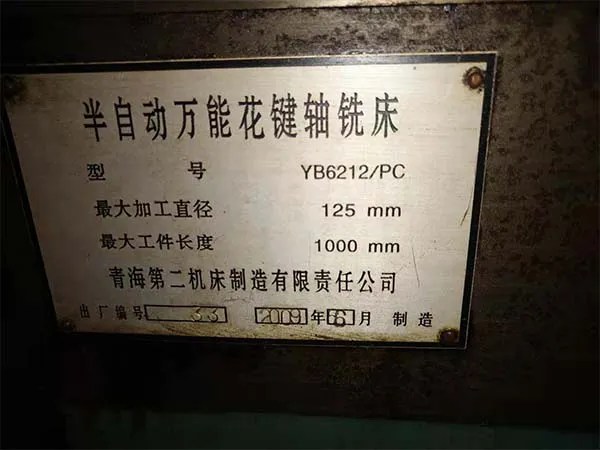 半自动万能花键轴铣床
型 号 YB6212/PC
最大加工直径 125 mm
最大工件长度 1000 mm
青海第二机床制造有限责任公司
出厂编号 33 2009年6月 制造